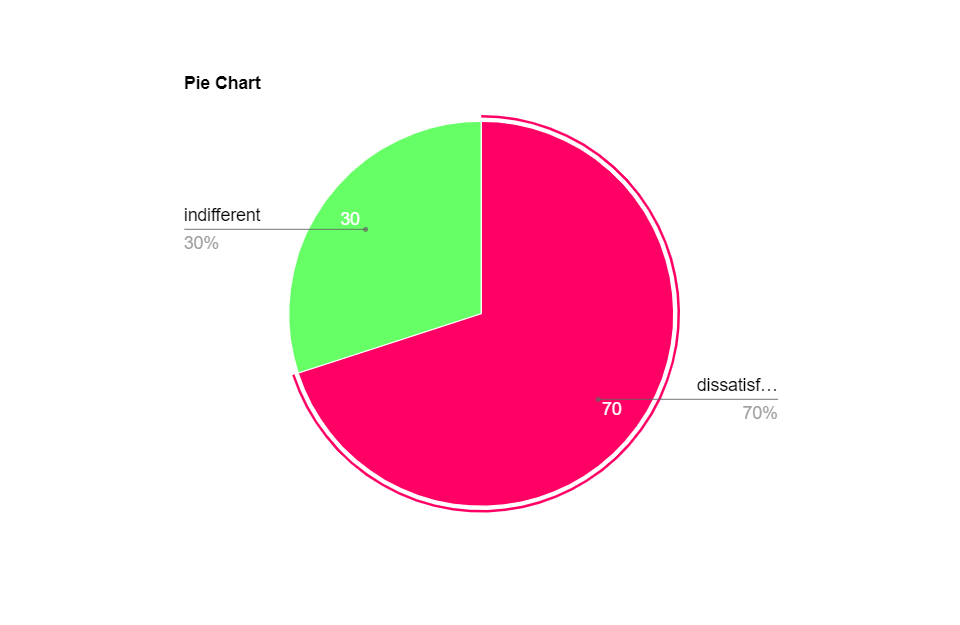 Pie Chart
indifferent
30
30%
dissatisf…
70
70%